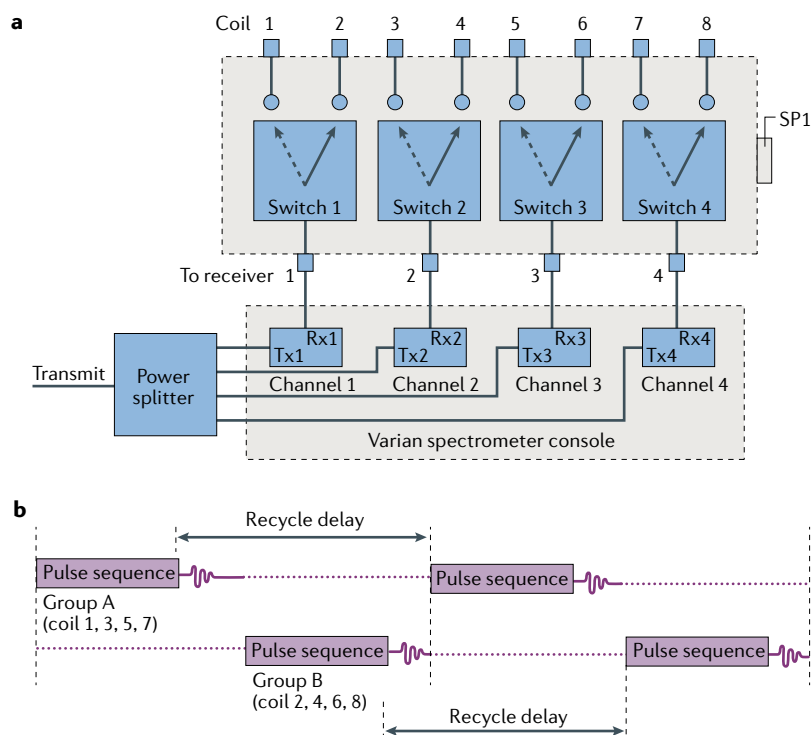 a
Coil 1 2 3 4 5 6 7 8
SP1
Switch 1 Switch 2 Switch 3 Switch 4
To receiver 1 2 3 4
Rx1 Rx2 Rx3 Rx4
Tx1 Tx2 Tx3 Tx4
Transmit
Power
splitter
Channel 1 Channel 2 Channel 3 Channel 4
Varian spectrometer console
b
Recycle delay
Pulse sequence Pulse sequence
Group A
(coil 1, 3, 5, 7)
Pulse sequence Pulse sequence
Group B
(coil 2, 4, 6, 8)
Recycle delay